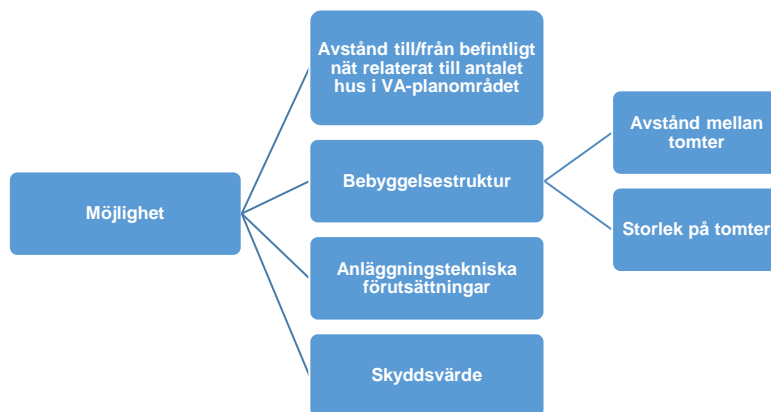 Möjlighet
Avstånd till/från befintligt
nät relaterat till antalet
hus i VA-planområdet
Bebyggelsestruktur
Avstånd mellan
tomter
Storlek på tomter
Anläggningstekniska
förutsättningar
Skyddsvärde